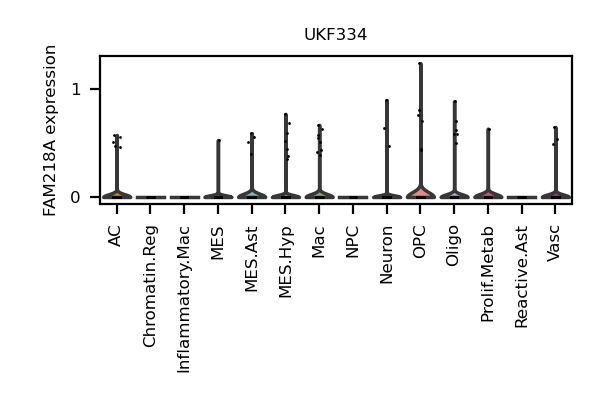 UKF334
FAM218A expression
1
0
AC
Chromatin.Reg
Inflammatory.Mac
MES
MES.Ast
MES.Hyp
Mac
NPC
Neuron
OPC
Oligo
Prolif.Metab
Reactive.Ast
Vasc